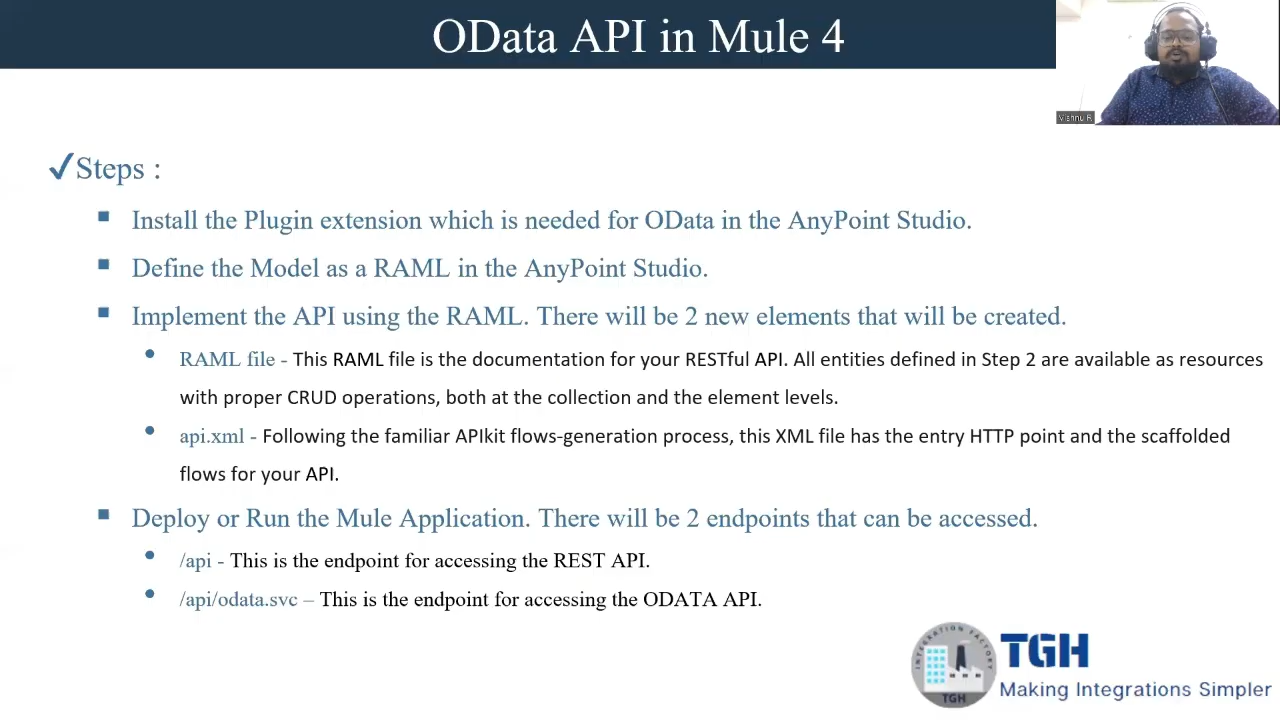 OData API in Mule 4
Vishnu R
✓Steps :
▪ Install the Plugin extension which is needed for OData in the AnyPoint Studio.
▪ Define the Model as a RAML in the AnyPoint Studio.
▪ Implement the API using the RAML. There will be 2 new elements that will be created.
• RAML file - This RAML file is the documentation for your RESTful API. All entities defined in Step 2 are available as resources
with proper CRUD operations, both at the collection and the element levels.
• api.xml - Following the familiar APIkit flows-generation process, this XML file has the entry HTTP point and the scaffolded
flows for your API.
▪ Deploy or Run the Mule Application. There will be 2 endpoints that can be accessed.
• /api - This is the endpoint for accessing the REST API.
• /api/odata.svc – This is the endpoint for accessing the ODATA API.
INTEGRATION FACTORY
TGH
TGH
Making Integrations Simpler